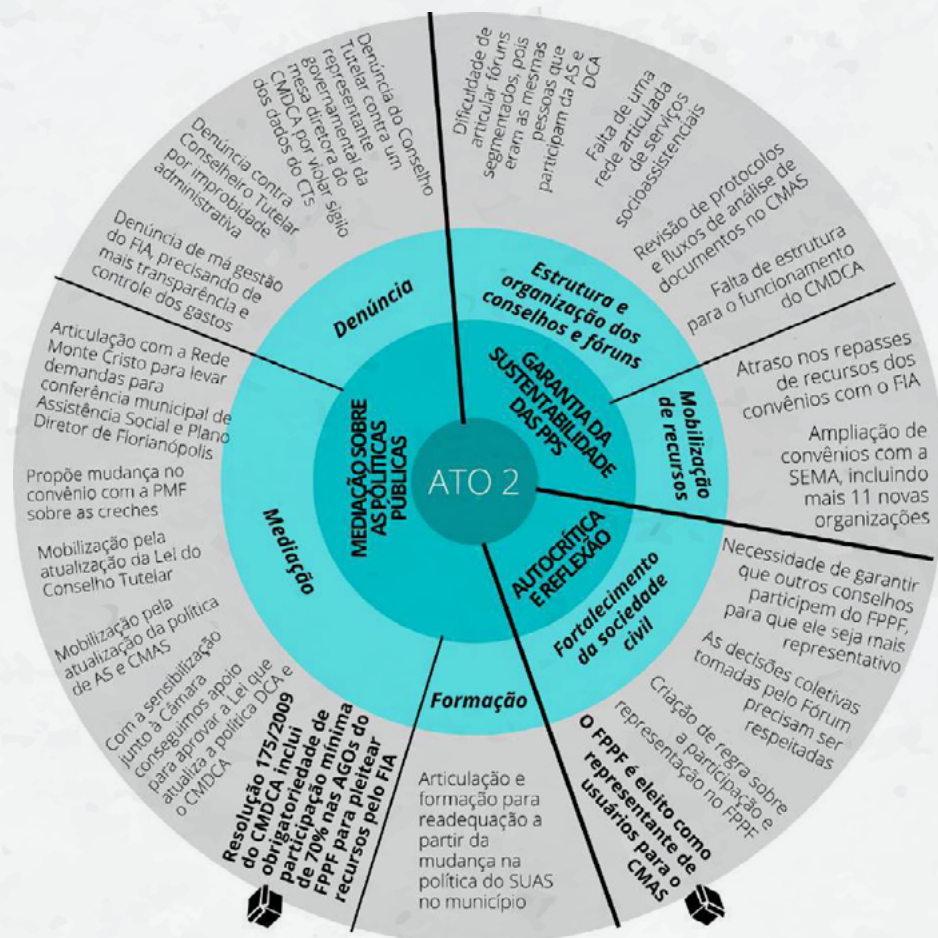 ATO 2
GARANTIA DA
SUSTENTABILIDADE
DAS PPS
Estrutura e
organização dos
conselhos e fóruns
Dificuldade de
articular fóruns
segmentados, pois
eram as mesmas
pessoas que
participam da AS e
DCA
Falta de uma
rede articulada
de serviços
socioassistenciais
Revisão de protocolos
e fluxos de análise de
documentos no CMAS
Falta de estrutura
para o funcionamento
do CMDCA
Mobilização
de recursos
Atraso nos repasses
de recursos dos
convênios com o FIA
Ampliação de
convênios com a
SEMA, incluindo
mais 11 novas
organizações
AUTOCRÍTICA
E REFLEXÃO
Fortalecimento
da sociedade
civil
Necessidade de garantir
que outros conselhos
participem do FPPF,
para que ele seja mais
representativo
As decisões coletivas
tomadas pelo Fórum
precisam ser
respeitadas
Criação de regra sobre
a participação e
representação no FPPF
O FPPF é eleito como
representante de
usuários para o
CMAS
MEDIAÇÃO SOBRE
AS POLÍTICAS
PÚBLICAS
Formação
Articulação e
formação para
readequação a
partir da
mudança na
política do SUAS
no município
Mediação
Articulação com a Rede
Monte Cristo para levar
demandas para
conferência municipal de
Assistência Social e Plano
Diretor de Florianópolis
Propõe mudança no
convênio com a PMF
sobre as creches
Mobilização pela
atualização da Lei do
Conselho Tutelar
Mobilização pela
atualização da política
de AS e CMAS
Com a sensibilização
junto a Câmara
conseguimos apoio
para aprovar a Lei que
atualiza a política DCA e
o CMDCA
Resolução 175/2009
do CMDCA inclui
obrigatoriedade de
participação mínima
de 70% nas AGOs do
FPPF para pleitear
recursos pelo FIA
Denúncia
Denúncia de má gestão
do FIA, precisando de
mais transparência e
controle dos gastos
Denúncia contra
Conselheiro Tutelar
por improbidade
administrativa
Denúncia do Conselho
Tutelar contra um
representante
governamental da
mesa diretora do
CMDCA por violar sigilo
dos dados do CTs